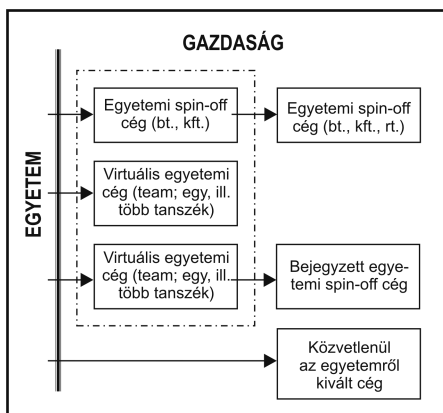 GAZDASÁG
EGYETEM
Egyetemi spin-off
cég (bt., kft.)
Egyetemi spin-off
cég (bt., kft., rt.)
Virtuális egyetemi
cég (team; egy, ill.
több tanszék)
Virtuális egyetemi
cég (team; egy, ill.
több tanszék)
Bejegyzett egye-
temi spin-off cég
Közvetlenül
az egyetemről
kivált cég